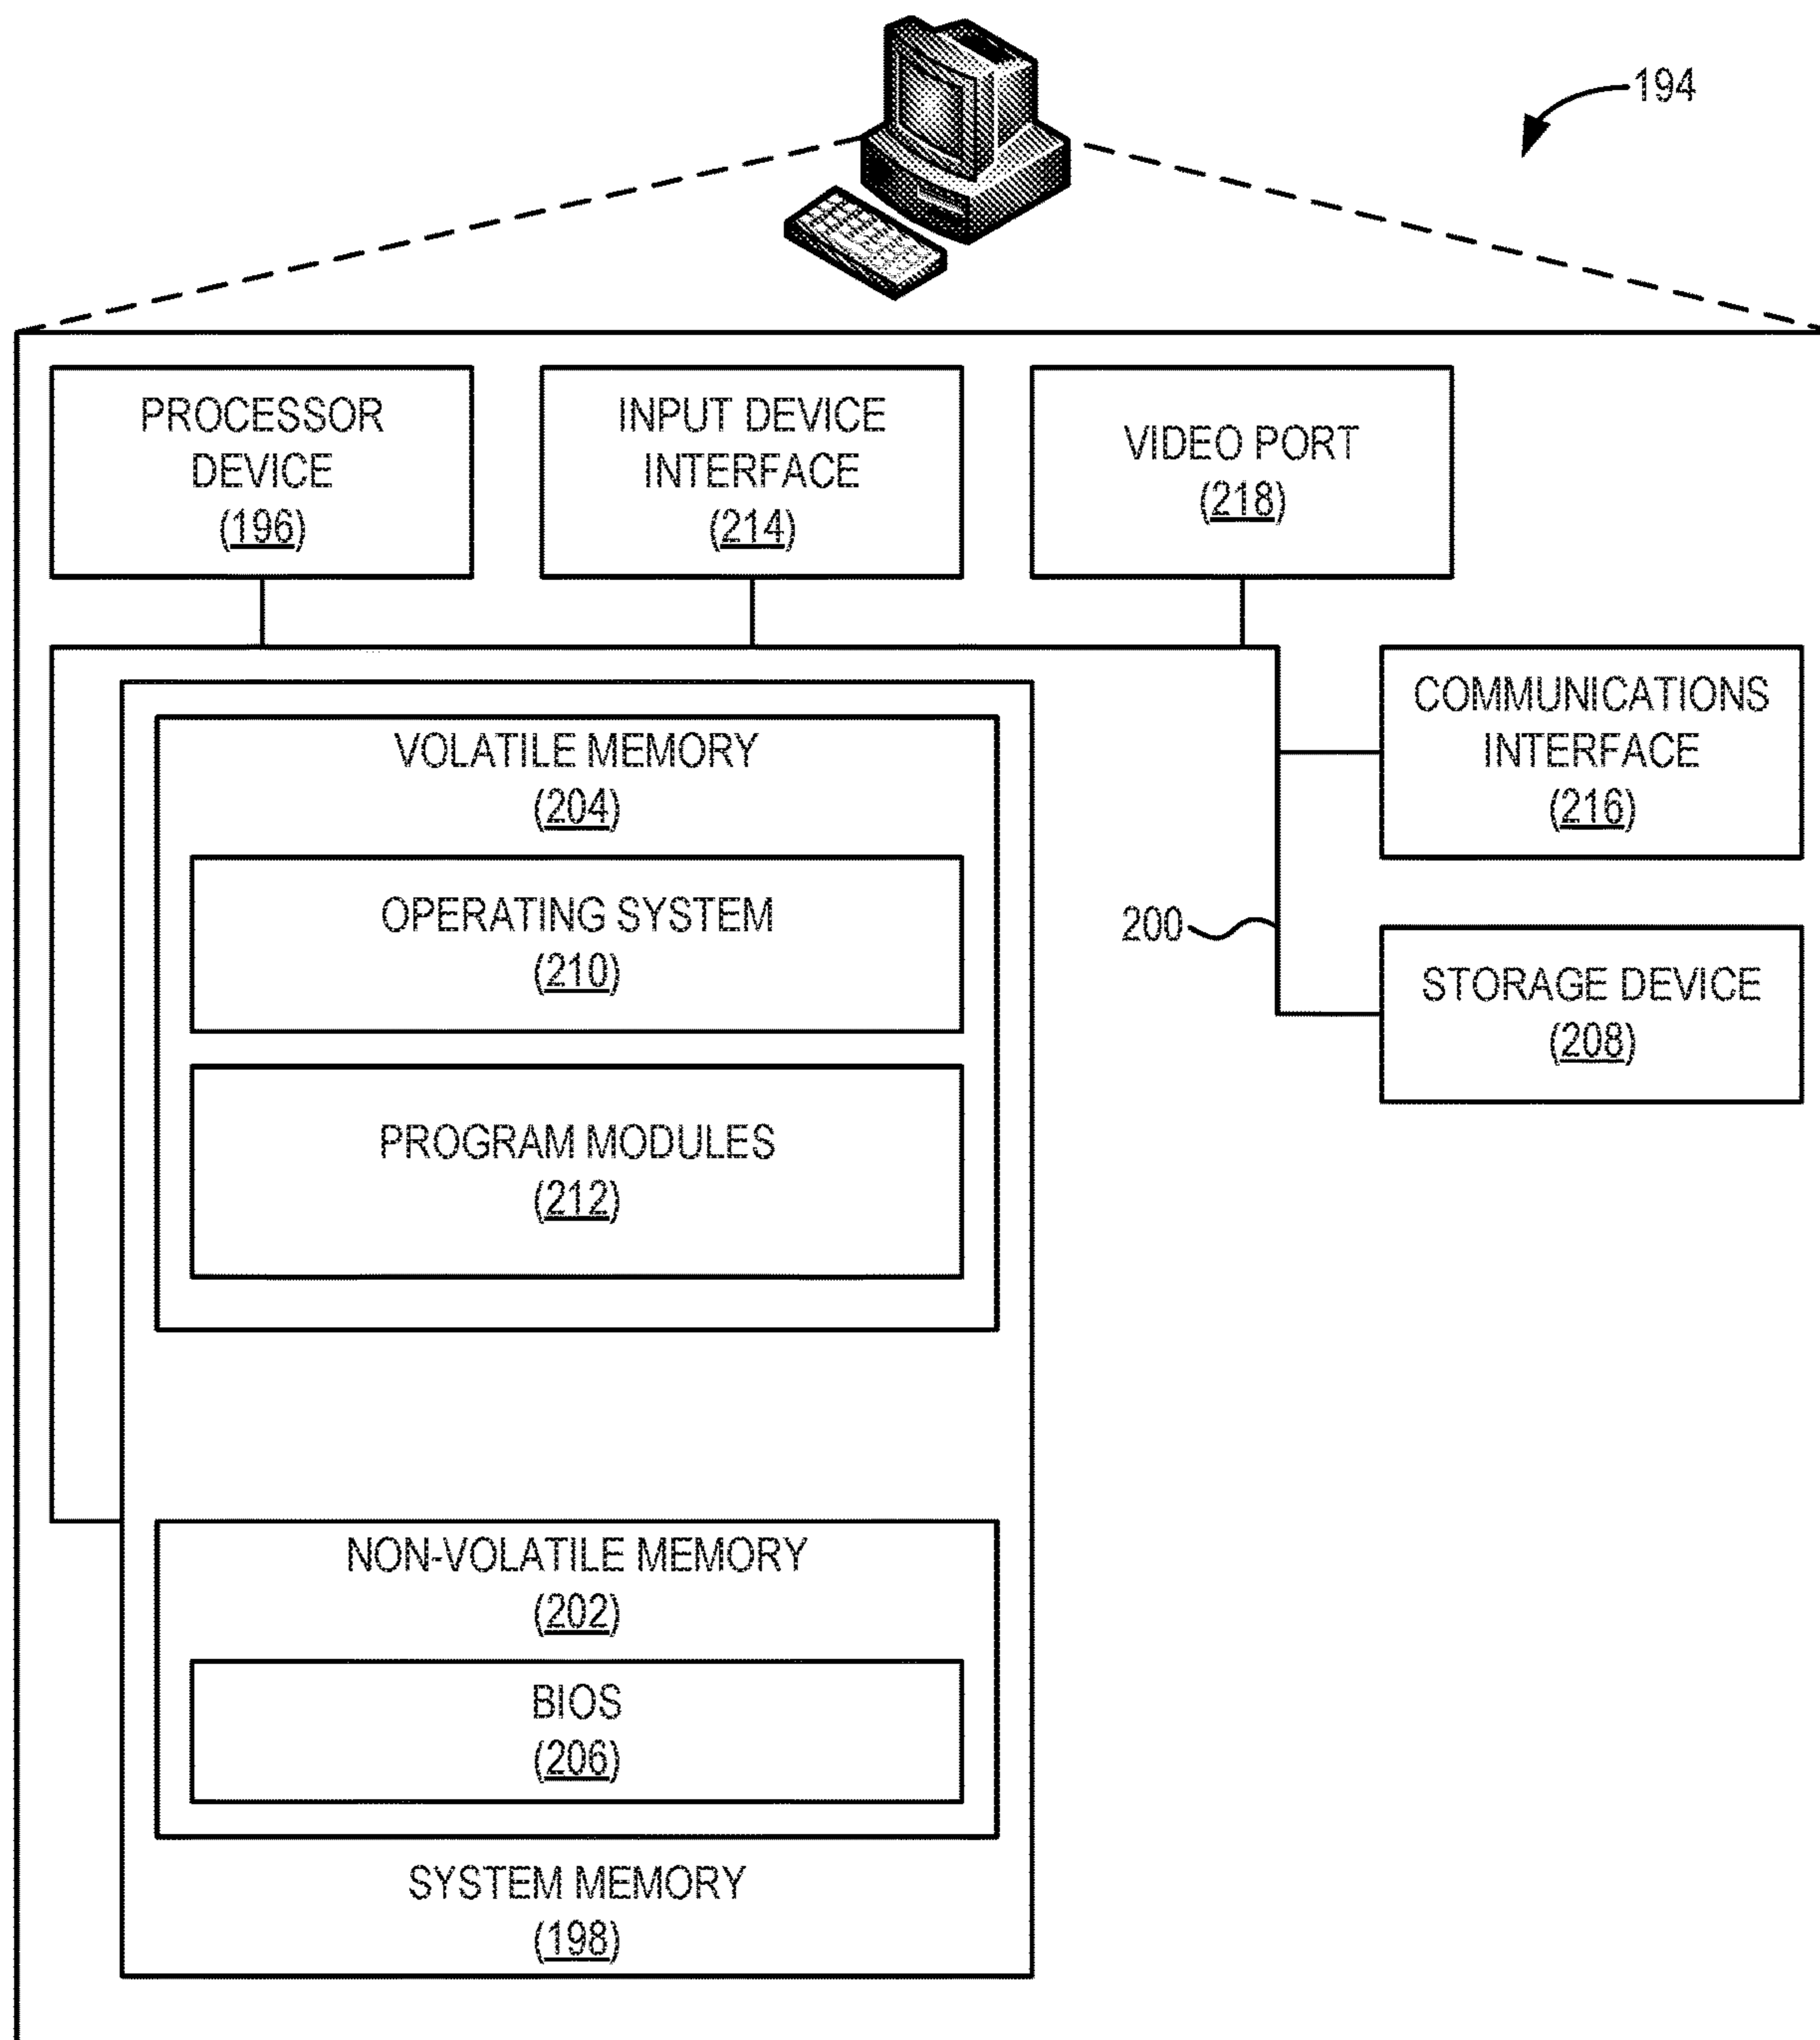 194
PROCESSOR
DEVICE
(196)
INPUT DEVICE
INTERFACE
(214)
VIDEO PORT
(218)
VOLATILE MEMORY
(204)
OPERATING SYSTEM
(210)
PROGRAM MODULES
(212)
COMMUNICATIONS
INTERFACE
(216)
200
STORAGE DEVICE
(208)
NON-VOLATILE MEMORY
(202)
BIOS
(206)
SYSTEM MEMORY
(198)